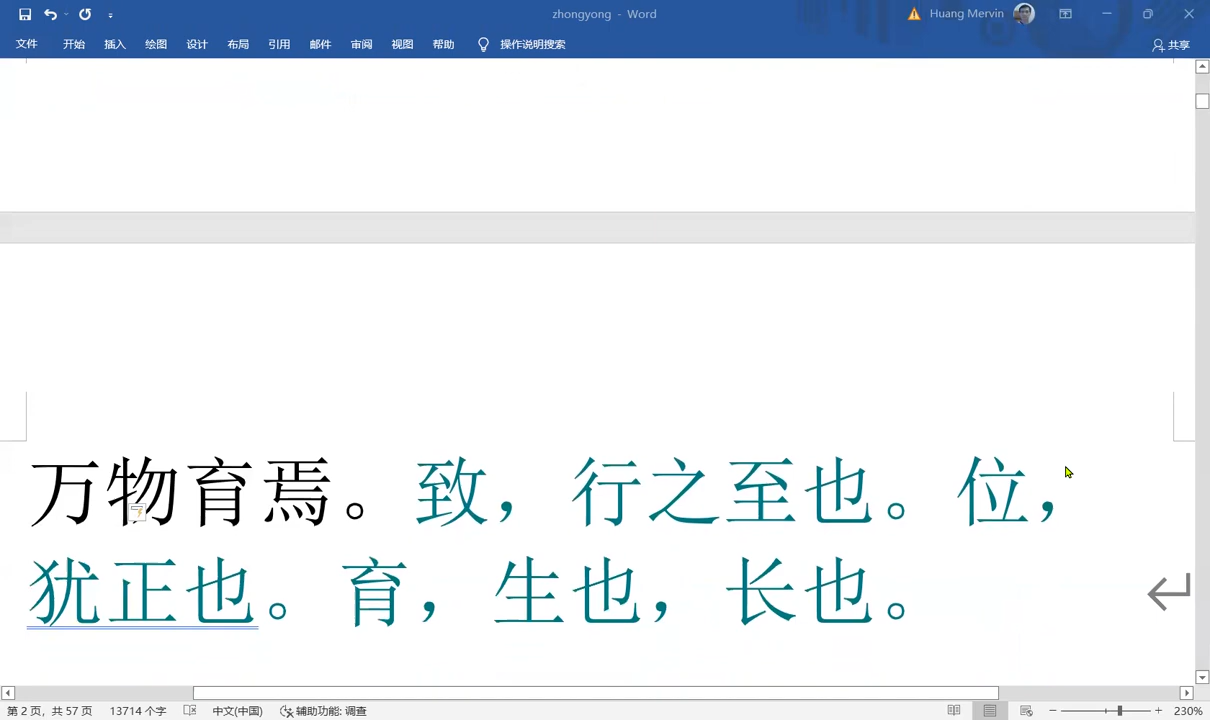 zhongyong - Word
Huang Mervin
文件 开始 插入 绘图 设计 布局 引用 邮件 审阅 视图 帮助 操作说明搜索 共享
万物育焉。致，行之至也。位，
犹正也。育，生也，长也。
第 2 页，共 57 页 13714 个字 中文(中国) 辅助功能: 调查 230%